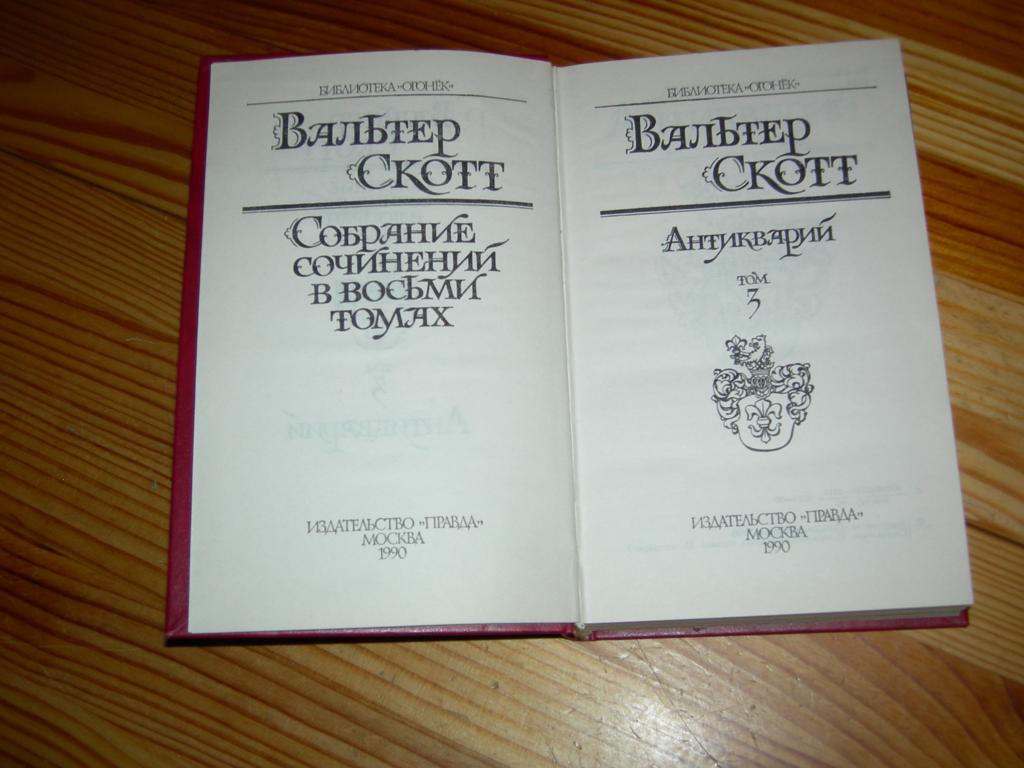 БИБЛИОТЕКА »ОГОНЁК»
ВАЛЬТЕР
СКОТТ
СОБРАНИЕ
СОЧИНЕНИЙ
В ВОСЬМИ
ТОМАХ
ИЗДАТЕЛЬСТВО »ПРАВДА»
МОСКВА
1990
БИБЛИОТЕКА »ОГОНЁК»
ВАЛЬТЕР
СКОТТ
АНТИКВАРИЙ
ТОМ
3
ИЗДАТЕЛЬСТВО »ПРАВДА»
МОСКВА
1990